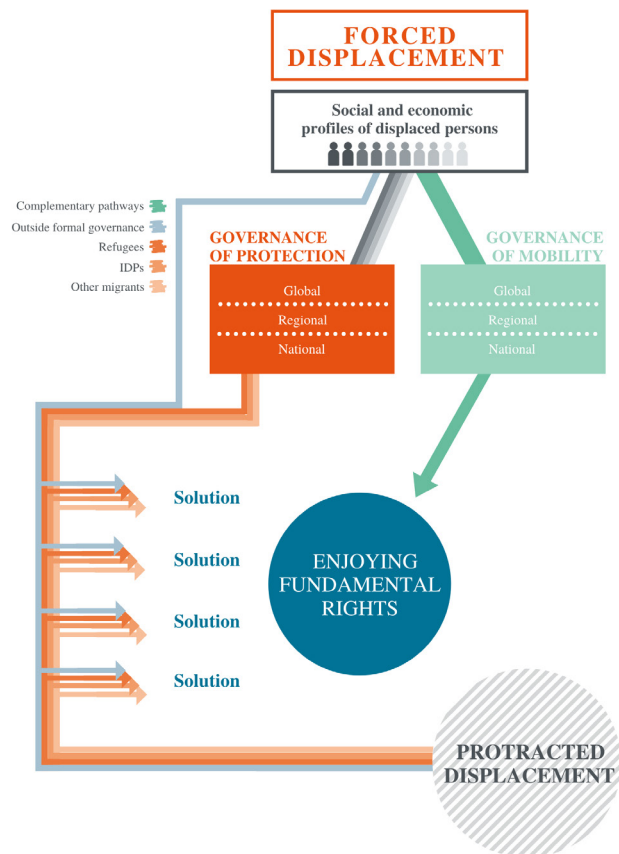 FORCED
DISPLACEMENT
Social and economic
profiles of displaced persons
Complementary pathways
Outside formal governance
Refugees
IDPs
Other migrants
GOVERNANCE
OF PROTECTION
Global
Regional
National
GOVERNANCE
OF MOBILITY
Global
Regional
National
Solution
Solution
Solution
Solution
ENJOYING
FUNDAMENTAL
RIGHTS
PROTRACTED
DISPLACEMENT